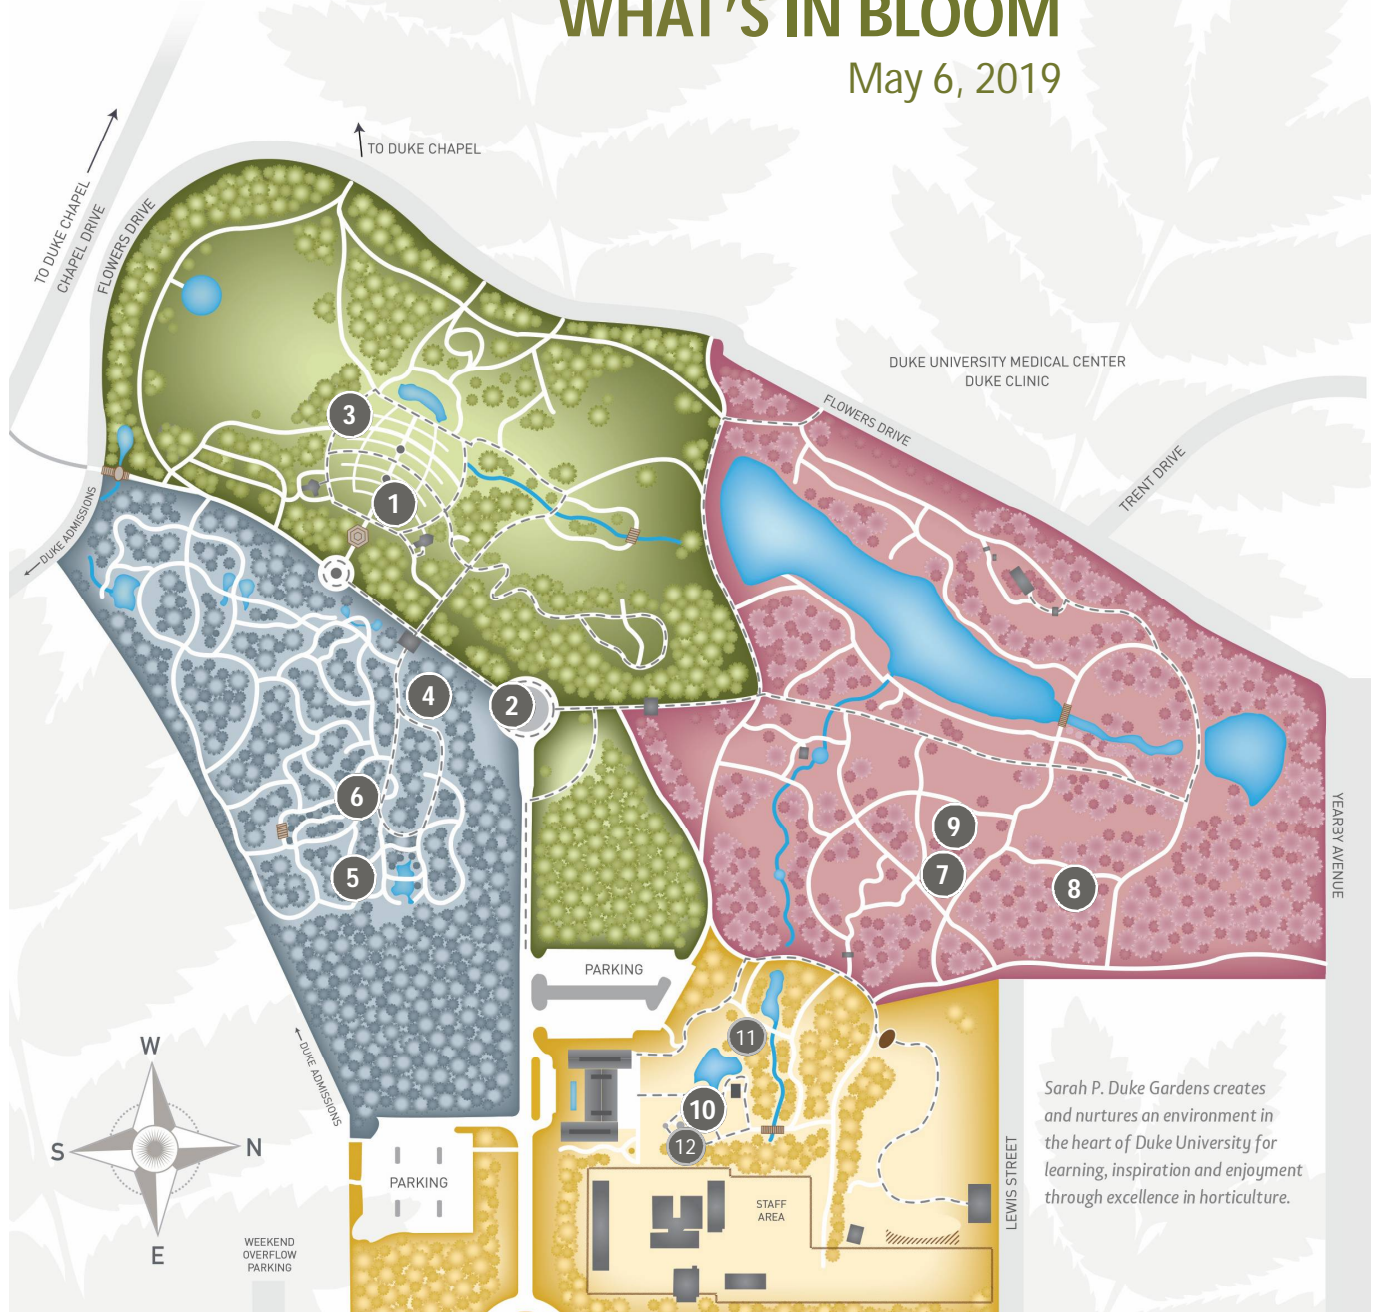 WHAT'S IN BLOOM
May 6, 2019
TO DUKE CHAPEL
TO DUKE CHAPEL
CHAPEL DRIVE
FLOWERS DRIVE
DUKE UNIVERSITY MEDICAL CENTER
DUKE CLINIC
FLOWERS DRIVE
TRENT DRIVE
3
1
DUKE ADMISSIONS
4
2
6
5
9
7
8
YEARBY AVENUE
PARKING
11
10
12
DUKE ADMISSIONS
W
S
N
E
PARKING
WEEKEND
OVERFLOW
PARKING
STAFF
AREA
LEWIS STREET
Sarah P. Duke Gardens creates
and nurtures an environment in
the heart of Duke University for
learning, inspiration and enjoyment
through excellence in horticulture.